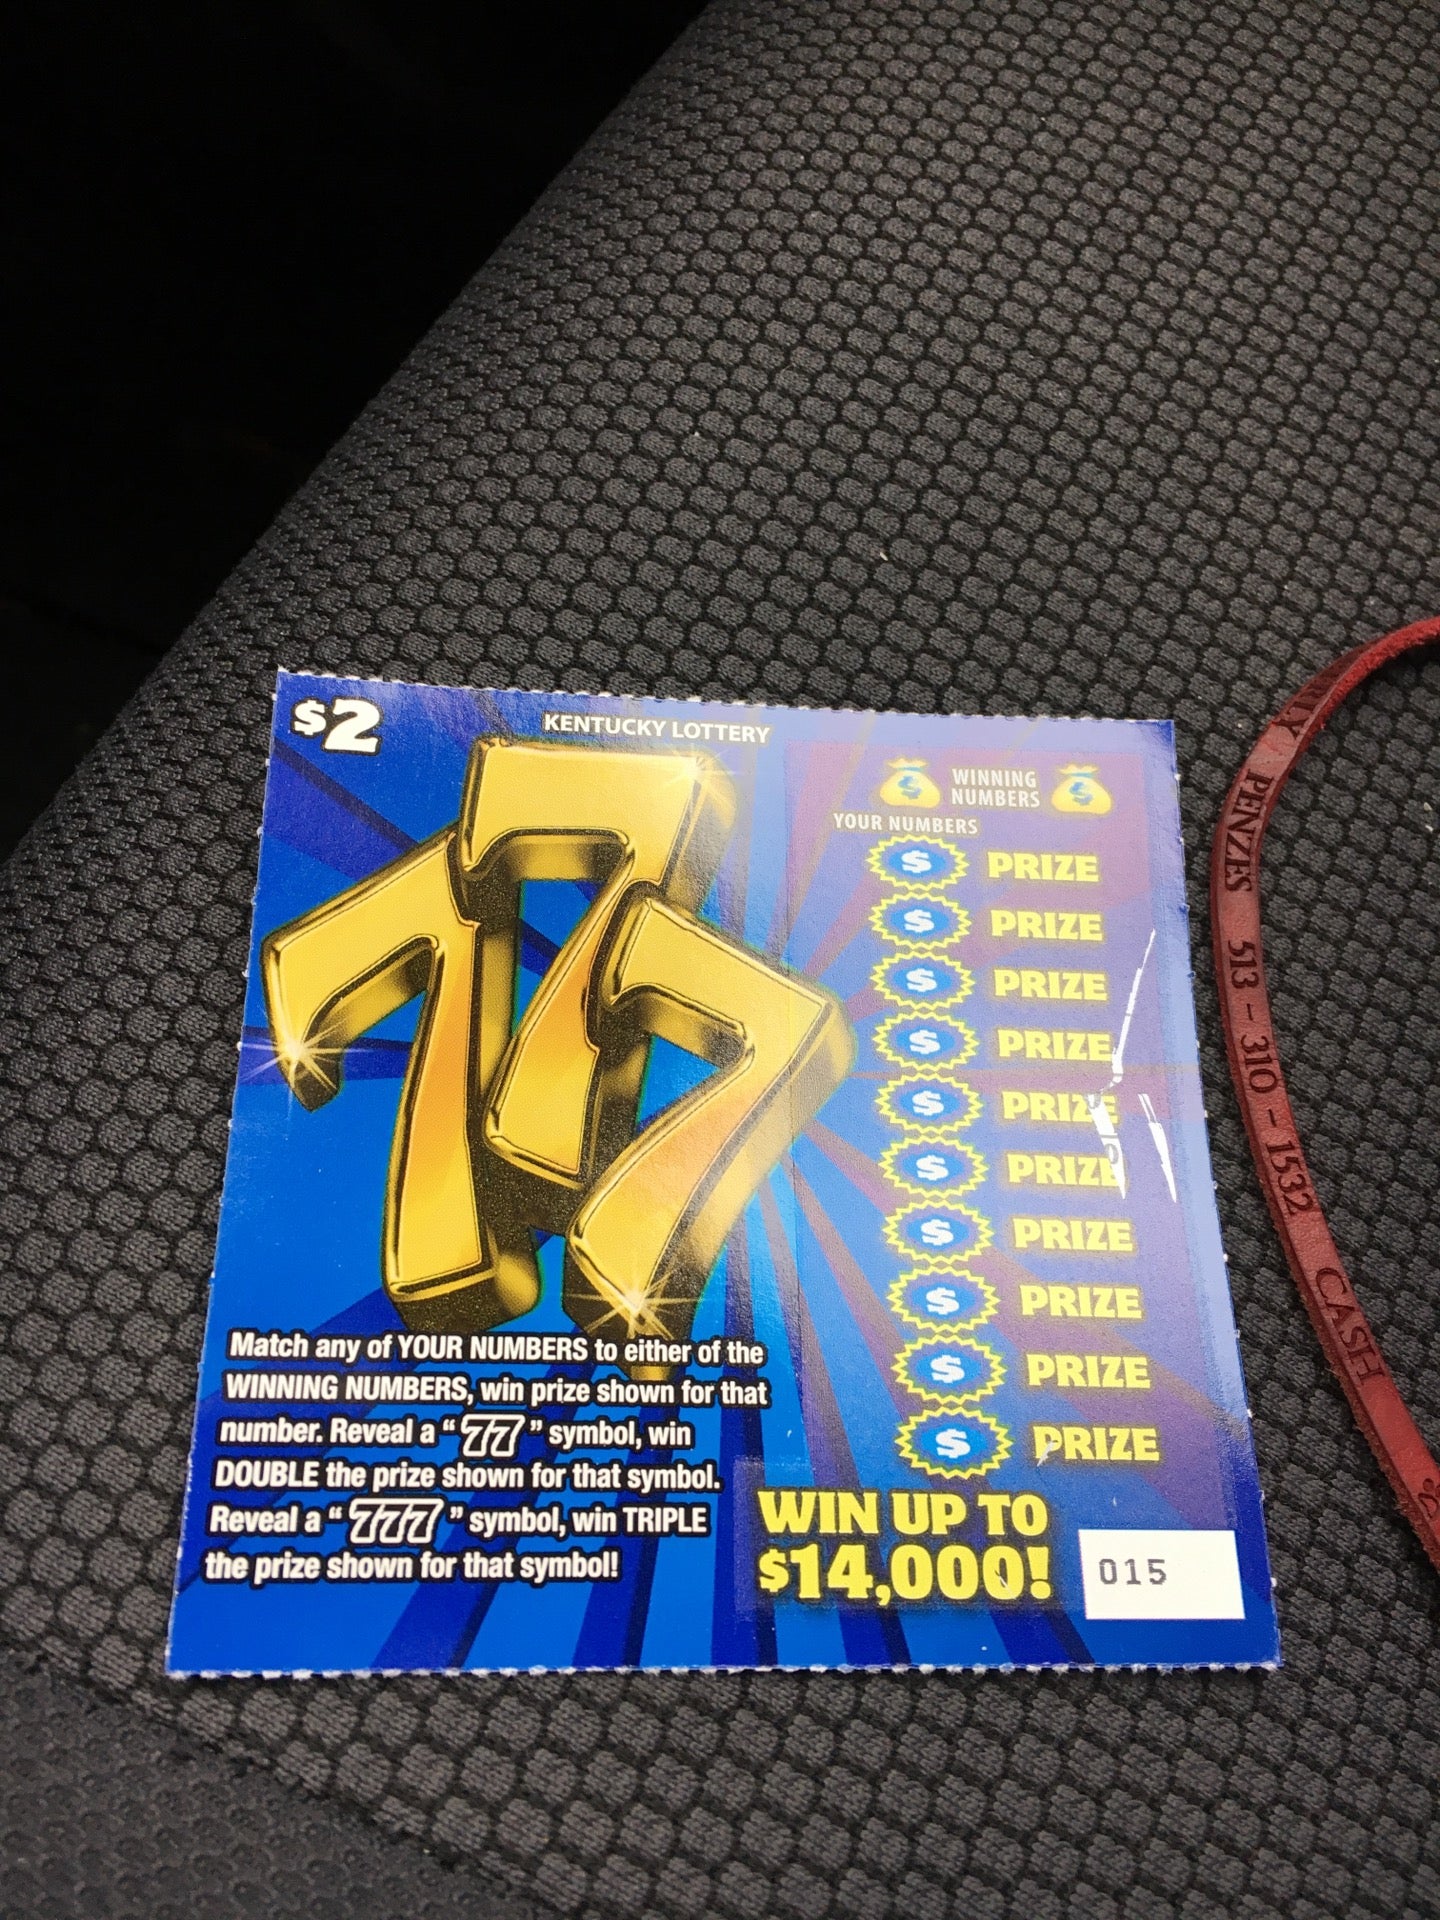 $2
KENTUCKY LOTTERY
777
WINNING
NUMBERS
YOUR NUMBERS
$ PRIZE
$ PRIZE
$ PRIZE
$ PRIZE
$ PRIZE
$ PRIZE
$ PRIZE
$ PRIZE
$ PRIZE
$ PRIZE
Match any of YOUR NUMBERS to either of the
WINNING NUMBERS, win prize shown for that
number. Reveal a “ 77 ” symbol, win
DOUBLE the prize shown for that symbol.
Reveal a “ 777 ” symbol, win TRIPLE
the prize shown for that symbol!
WIN UP TO
$14,000!
015
PENZES 513-310-1532 CASH